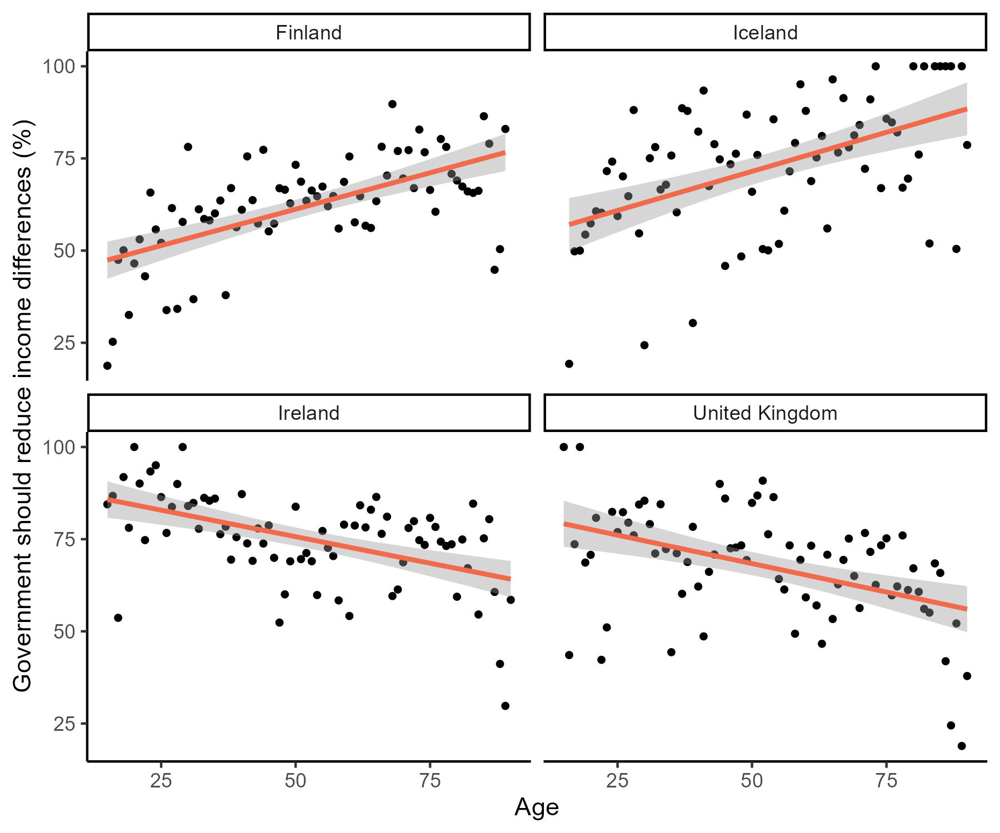 Government should reduce income differences (%)
Finland
Iceland
100
75
50
25
Ireland
United Kingdom
100
75
50
25
25 50 75
25 50 75
Age